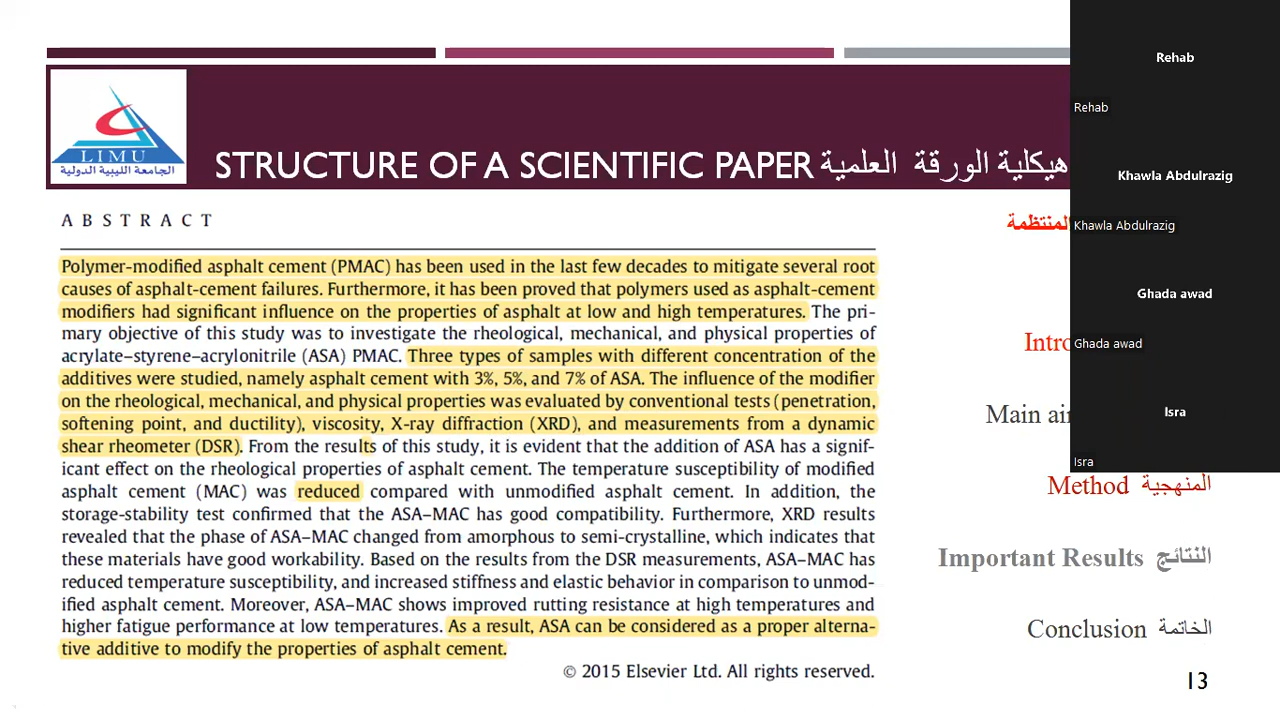 LIMU
الجامعة الليبية الدولية
STRUCTURE OF A SCIENTIFIC PAPER هيكلية الورقة العلمية
ABSTRACT
Polymer-modified asphalt cement (PMAC) has been used in the last few decades to mitigate several root
causes of asphalt-cement failures. Furthermore, it has been proved that polymers used as asphalt-cement
modifiers had significant influence on the properties of asphalt at low and high temperatures. The pri-
mary objective of this study was to investigate the rheological, mechanical, and physical properties of
acrylate–styrene–acrylonitrile (ASA) PMAC. Three types of samples with different concentration of the
additives were studied, namely asphalt cement with 3%, 5%, and 7% of ASA. The influence of the modifier
on the rheological, mechanical, and physical properties was evaluated by conventional tests (penetration,
softening point, and ductility), viscosity, X-ray diffraction (XRD), and measurements from a dynamic
shear rheometer (DSR). From the results of this study, it is evident that the addition of ASA has a signif-
icant effect on the rheological properties of asphalt cement. The temperature susceptibility of modified
asphalt cement (MAC) was reduced compared with unmodified asphalt cement. In addition, the
storage-stability test confirmed that the ASA–MAC has good compatibility. Furthermore, XRD results
revealed that the phase of ASA–MAC changed from amorphous to semi-crystalline, which indicates that
these materials have good workability. Based on the results from the DSR measurements, ASA–MAC has
reduced temperature susceptibility, and increased stiffness and elastic behavior in comparison to unmod-
ified asphalt cement. Moreover, ASA–MAC shows improved rutting resistance at high temperatures and
higher fatigue performance at low temperatures. As a result, ASA can be considered as a proper alterna-
tive additive to modify the properties of asphalt cement.
© 2015 Elsevier Ltd. All rights reserved.
المنتظمة
Intro
Main ai
Method المنهجية
Important Results النتائج
Conclusion الخاتمة
13
Rehab
Rehab
Khawla Abdulrazig
Khawla Abdulrazig
Ghada awad
Ghada awad
Isra
Isra